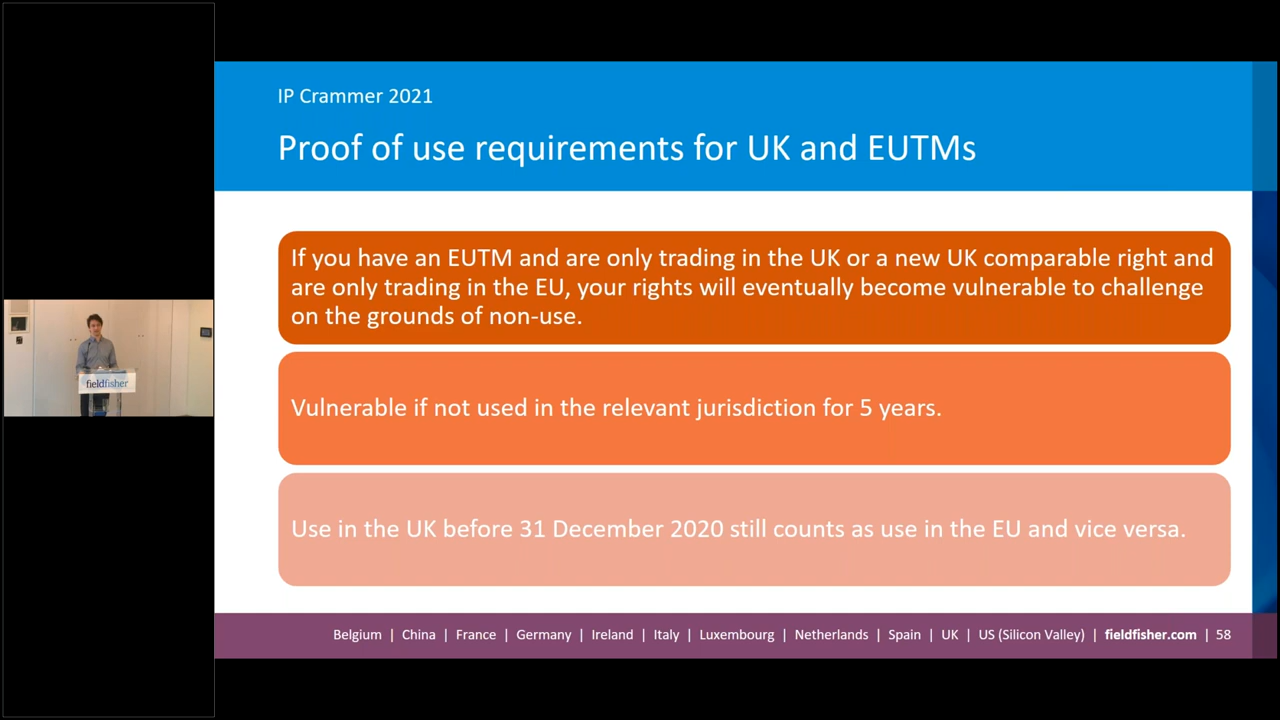 IP Crammer 2021
Proof of use requirements for UK and EUTMs
If you have an EUTM and are only trading in the UK or a new UK comparable right and
are only trading in the EU, your rights will eventually become vulnerable to challenge
on the grounds of non-use.
Vulnerable if not used in the relevant jurisdiction for 5 years.
Use in the UK before 31 December 2020 still counts as use in the EU and vice versa.
fieldfisher
Belgium | China | France | Germany | Ireland | Italy | Luxembourg | Netherlands | Spain | UK | US (Silicon Valley) | fieldfisher.com | 58